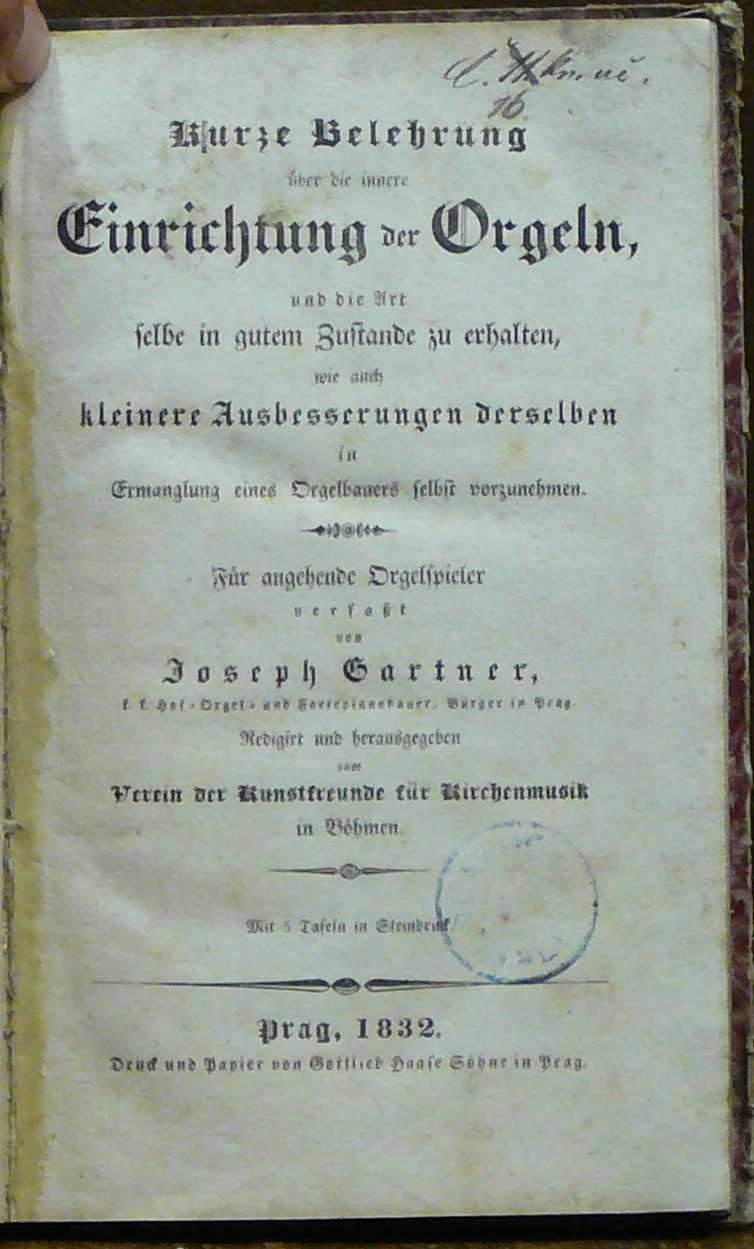 16
Kurze Belehrung
über die innere
Einrichtung der Orgeln,
und die Art
selbe in gutem Zustande zu erhalten,
wie auch
kleinere Ausbesserungen derselben
in
Ermanglung eines Orgelbauers selbst vorzunehmen.
Für angehende Orgelspieler
verfaßt
von
Joseph Gartner,
k. k. Hof-Orgel- und Fortepianobauer, Bürger in Prag.
Redigirt und herausgegeben
vom
Verein der Kunstfreunde für Kirchenmusik
in Böhmen.
Mit 5 Tafeln in Steindruck
Prag, 1832.
Druck und Papier von Gottlieb Haase Söhne in Prag.